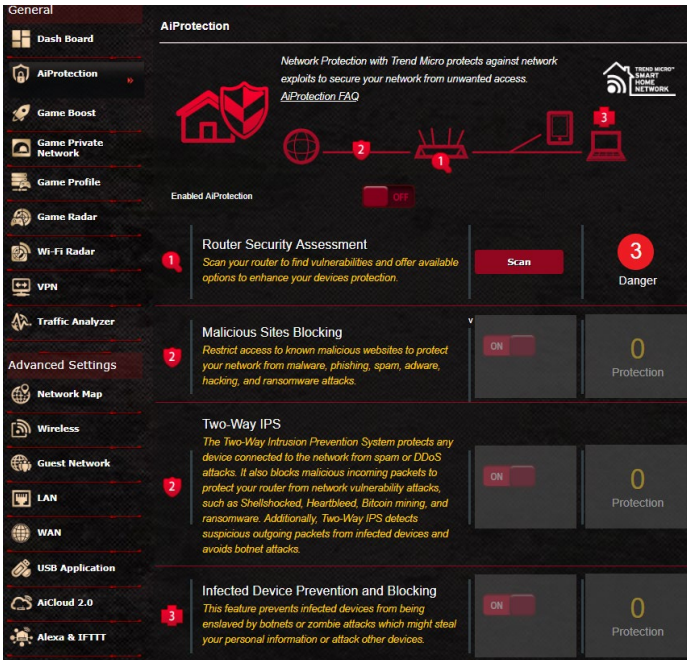 General
Dash Board
AiProtection
Game Boost
Game Private
Network
Game Profile
Game Radar
Wi-Fi Radar
VPN
Traffic Analyzer
Advanced Settings
Network Map
Wireless
Guest Network
LAN
WAN
USB Application
AiCloud 2.0
Alexa & IFTTT
AiProtection
Network Protection with Trend Micro protects against network
exploits to secure your network from unwanted access.
AiProtection FAQ
TREND MICRO™
SMART
HOME
NETWORK
2
1
3
Enabled AiProtection
OFF
1
Router Security Assessment
Scan your router to find vulnerabilities and offer available
options to enhance your devices protection.
Scan
3
Danger
2
Malicious Sites Blocking
Restrict access to known malicious websites to protect
your network from malware, phishing, spam, adware,
hacking, and ransomware attacks.
v
ON
0
Protection
2
Two-Way IPS
The Two-Way Intrusion Prevention System protects any
device connected to the network from spam or DDoS
attacks. It also blocks malicious incoming packets to
protect your router from network vulnerability attacks,
such as Shellshocked, Heartbleed, Bitcoin mining, and
ransomware. Additionally, Two-Way IPS detects
suspicious outgoing packets from infected devices and
avoids botnet attacks.
ON
0
Protection
3
Infected Device Prevention and Blocking
This feature prevents infected devices from being
enslaved by botnets or zombie attacks which might steal
your personal information or attack other devices.
ON
0
Protection